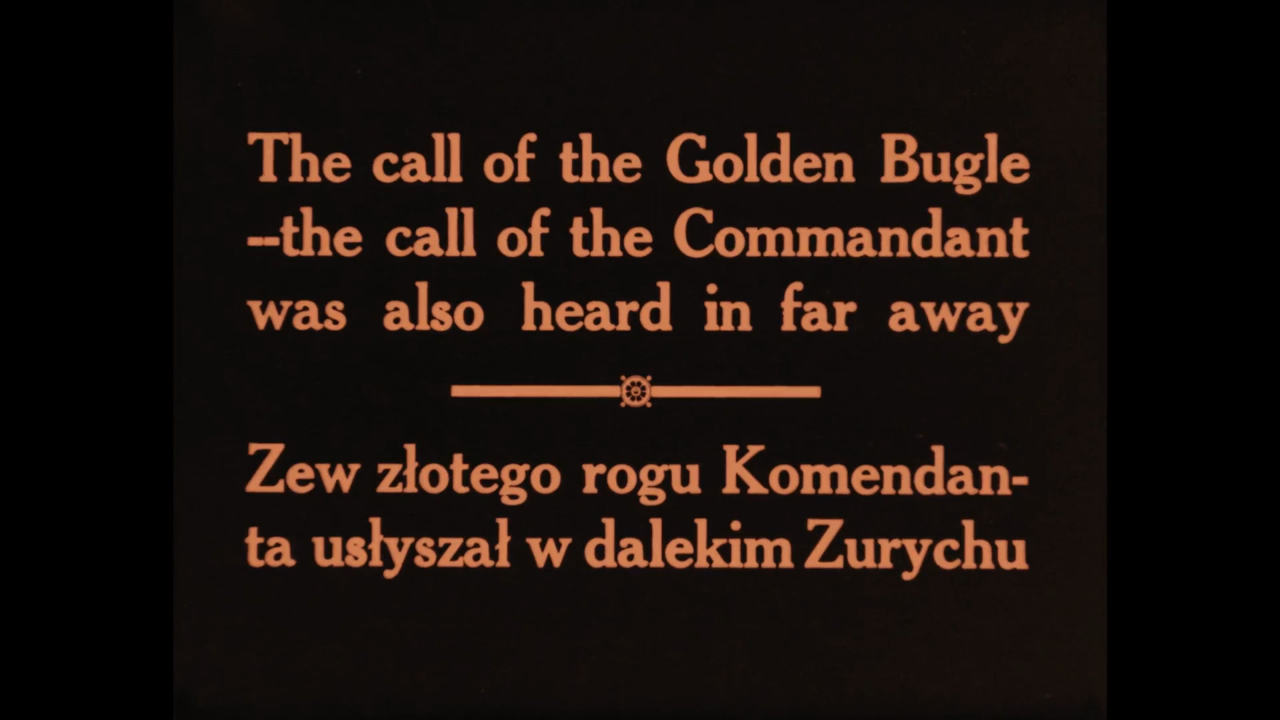 The call of the Golden Bugle
--the call of the Commandant
was also heard in far away
Zew złotego rogu Komendan-
ta usłyszał w dalekim Zurychu